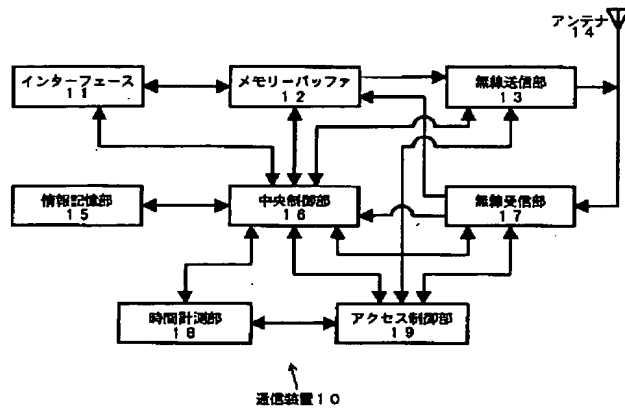 アンテナ
14
インターフェース
11
メモリーバッファ
12
無線送信部
13
情報記憶部
15
中央制御部
16
無線受信部
17
時間計測部
18
アクセス制御部
19
通信装置10